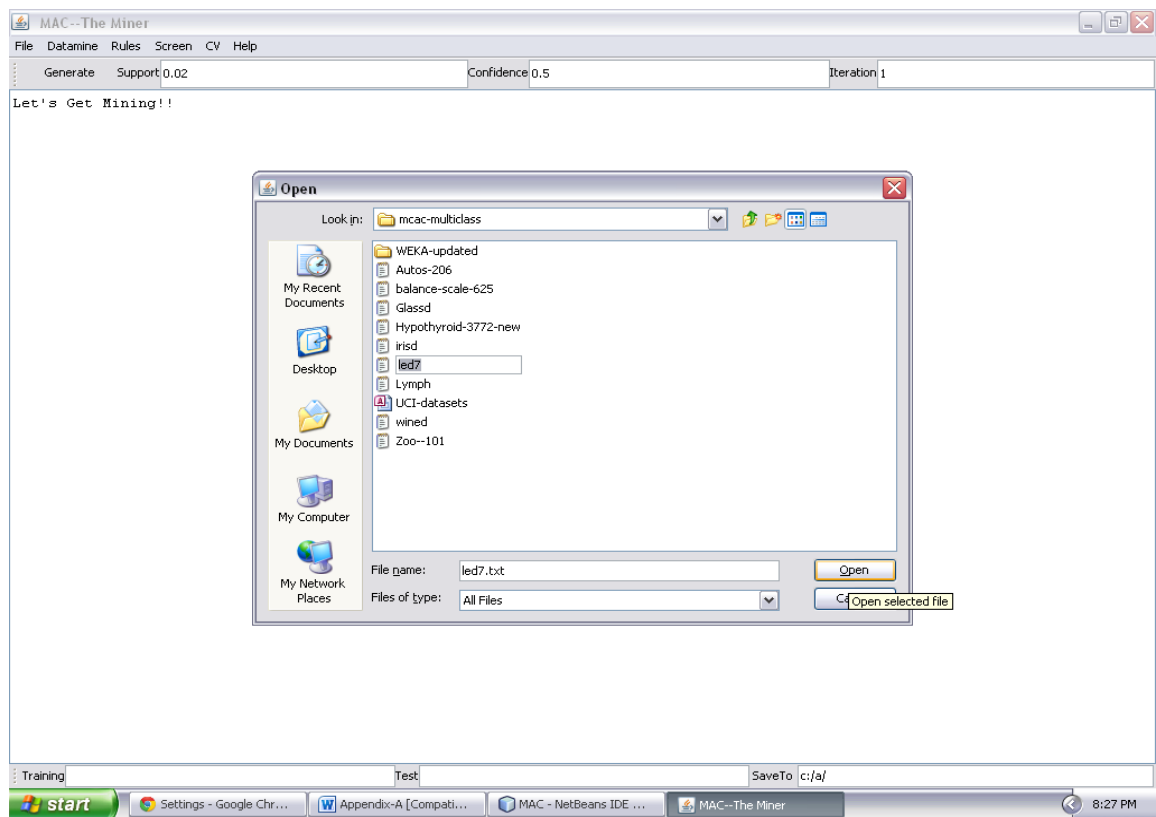 MAC--The Miner
File Datamine Rules Screen CV Help
Generate Support 0.02 Confidence 0.5 Iteration 1
Let's Get Mining!!
Open
Look in: mcac-multiclass
WEKA-updated
Autos-206
balance-scale-625
Glassd
Hypothyroid-3772-new
irisd
led7
Lymph
UCI-datasets
wined
Zoo--101
My Recent
Documents
Desktop
My Documents
My Computer
My Network
Places
File name: led7.txt Open
Files of type: All Files
Open selected file
Training Test SaveTo c:/a/
start Settings - Google Chr... Appendix-A [Compati... MAC - NetBeans IDE ... MAC--The Miner 8:27 PM